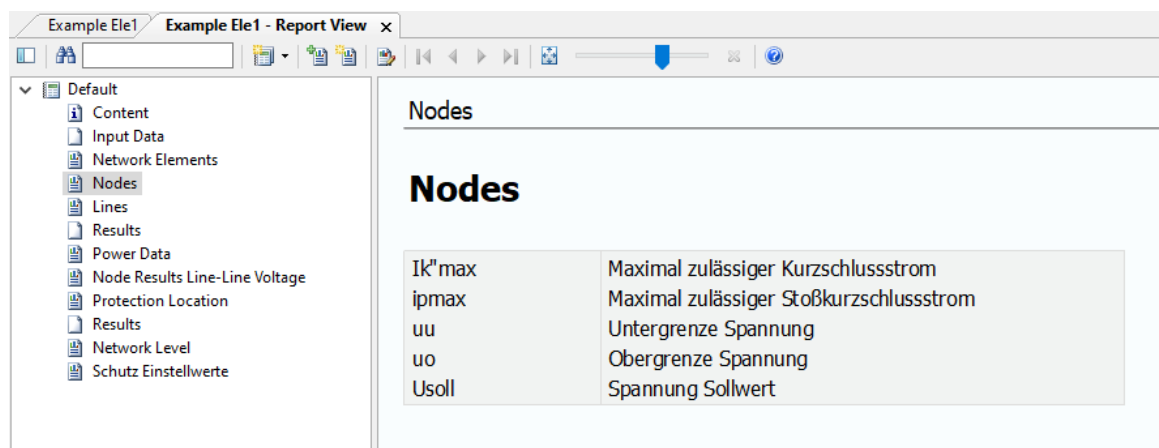 Example Ele1 Example Ele1 - Report View x
Default
Content
Input Data
Network Elements
Nodes
Lines
Results
Power Data
Node Results Line-Line Voltage
Protection Location
Results
Network Level
Schutz Einstellwerte
Nodes
Nodes
Ik"max Maximal zulässiger Kurzschlussstrom
ipmax Maximal zulässiger Stoßkurzschlussstrom
uu Untergrenze Spannung
uo Obergrenze Spannung
Usoll Spannung Sollwert